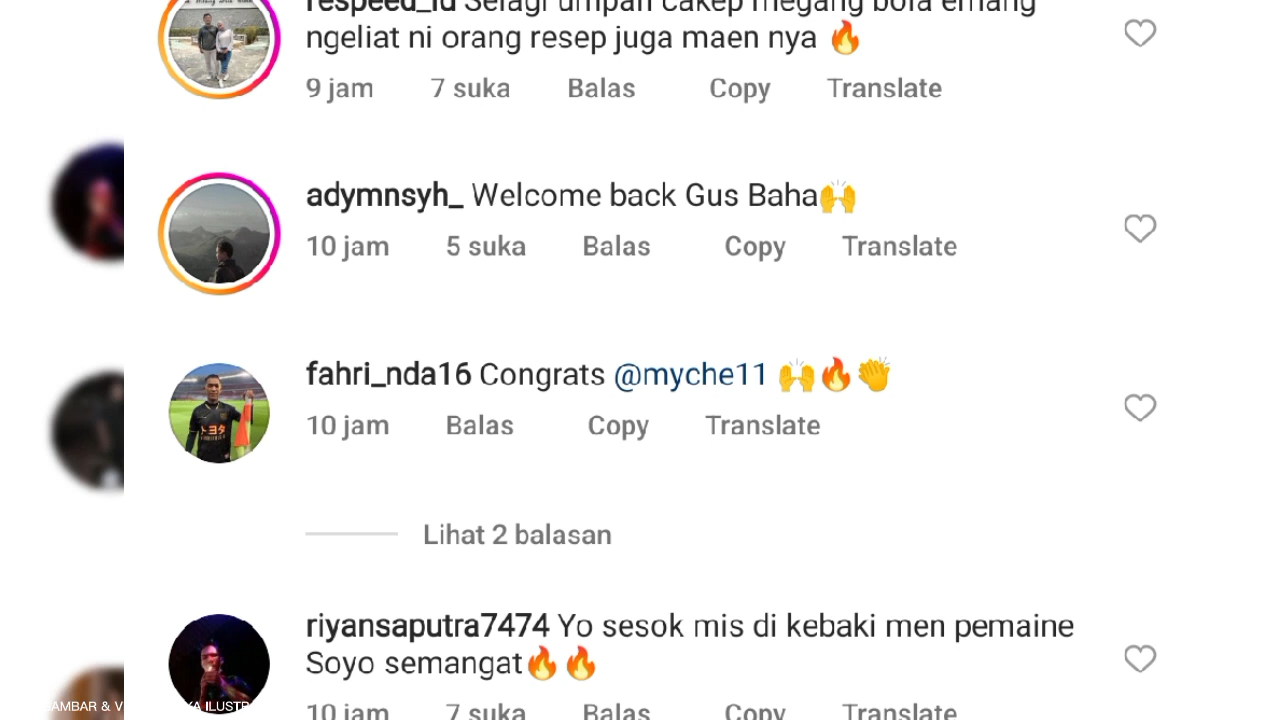 respeed_id Selagi umpan cakep megang bola emang
ngeliat ni orang resep juga maen nya 🔥
9 jam 7 suka Balas Copy Translate
adymnsyh_ Welcome back Gus Baha🙌
10 jam 5 suka Balas Copy Translate
fahri_nda16 Congrats @myche11 🙌🔥👏
10 jam Balas Copy Translate
Lihat 2 balasan
riyansaputra7474 Yo sesok mis di kebaki men pemaine
Soyo semangat🔥🔥
10 jam 7 suka Balas Copy Translate
AMBAR & V